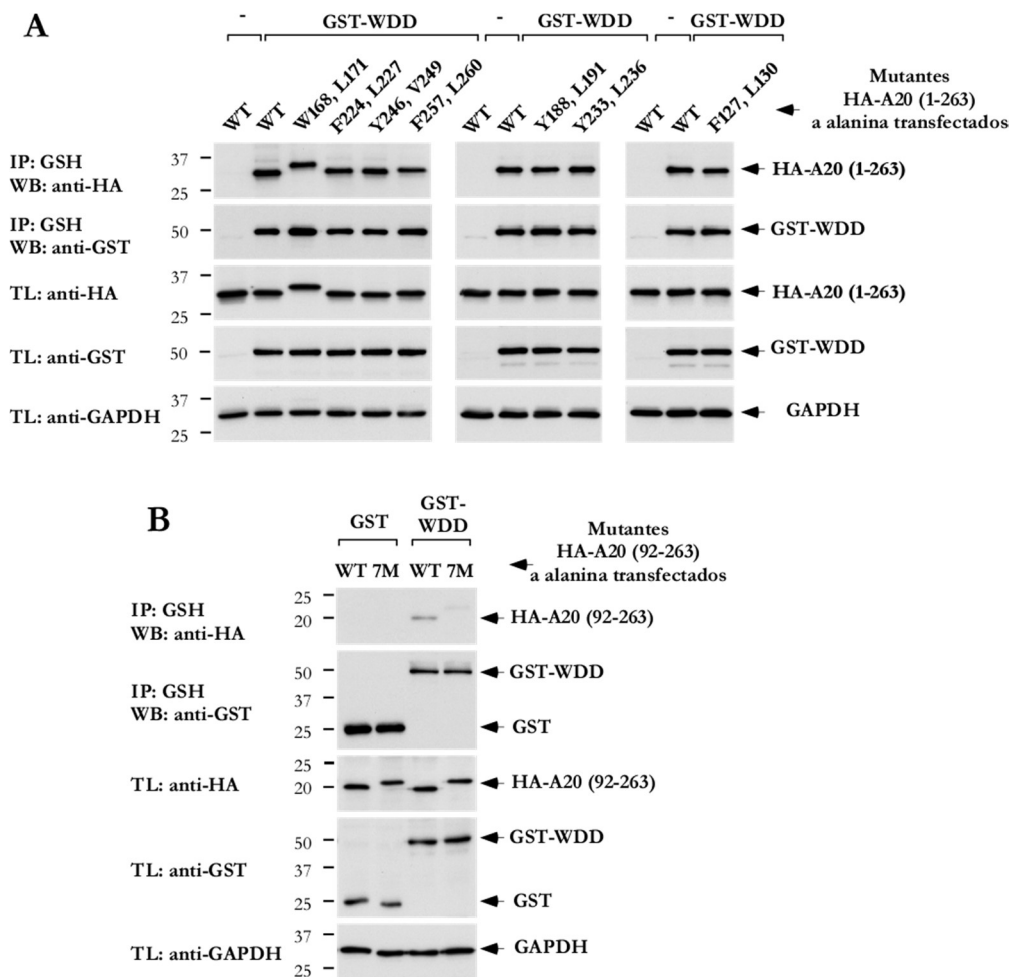 A
- GST-WDD - GST-WDD - GST-WDD
WT WT W168, L171 F224, L227 Y246, V249 F257, L260 WT WT Y188, L191 Y233, L236 WT WT F127, L130
Mutantes
HA-A20 (1-263)
a alanina transfectados
IP: GSH
WB: anti-HA
37
25
HA-A20 (1-263)
IP: GSH
WB: anti-GST
50
GST-WDD
TL: anti-HA
37
25
HA-A20 (1-263)
TL: anti-GST
50
GST-WDD
TL: anti-GAPDH
37
25
GAPDH
B
GST GST-
WDD
WT 7M WT 7M
Mutantes
HA-A20 (92-263)
a alanina transfectados
IP: GSH
WB: anti-HA
25
20
HA-A20 (92-263)
IP: GSH
WB: anti-GST
50
37
25
GST-WDD
GST
TL: anti-HA
25
20
HA-A20 (92-263)
TL: anti-GST
50
37
25
GST-WDD
GST
TL: anti-GAPDH
37
25
GAPDH